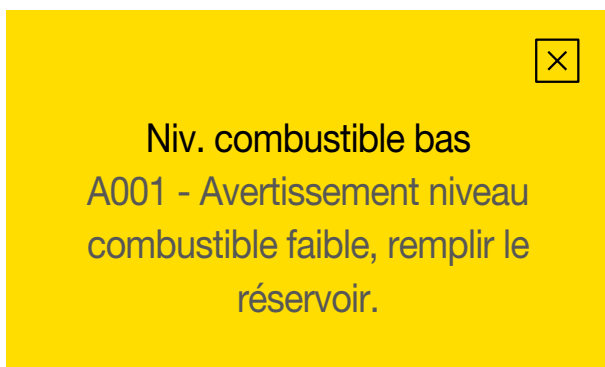 Niv. combustible bas
A001 - Avertissement niveau
combustible faible, remplir le
réservoir.